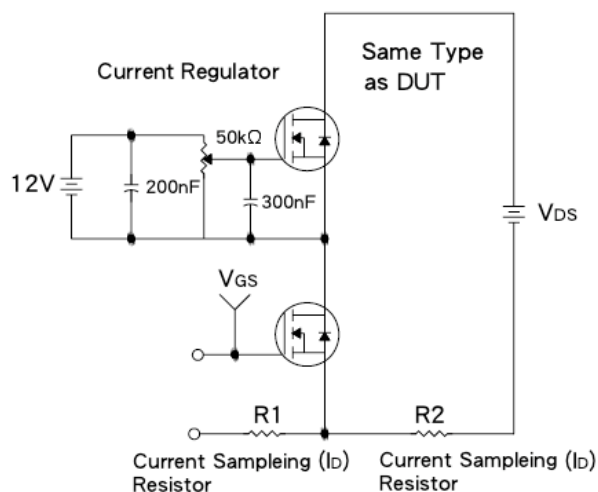 Same Type
as DUT
Current Regulator
50kΩ
12V
200nF
300nF
VDS
VGS
R1
R2
Current Sampleing (ID)
Resistor
Current Sampleing (ID)
Resistor